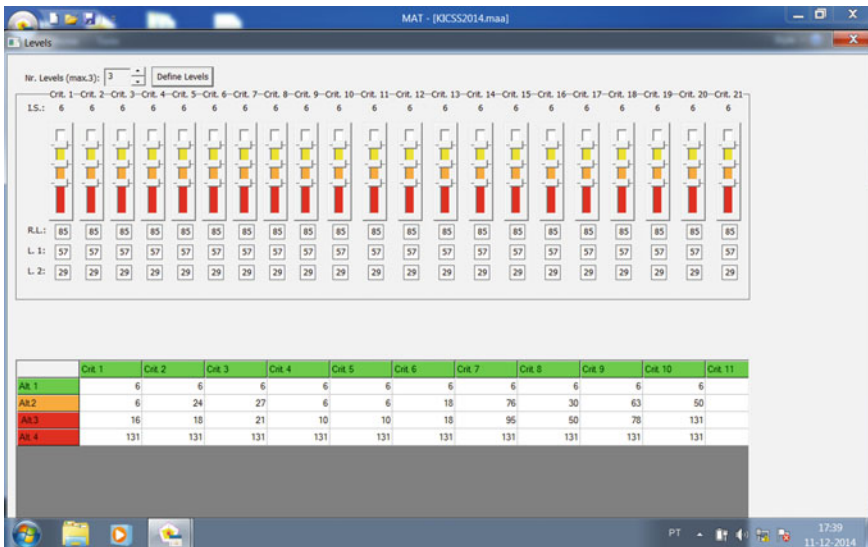 MAT - [KICSS2014.maa]
Levels
Nr. Levels (max.3): 3 Define Levels
Crit. 1 Crit. 2 Crit. 3 Crit. 4 Crit. 5 Crit. 6 Crit. 7 Crit. 8 Crit. 9 Crit. 10 Crit. 11 Crit. 12 Crit. 13 Crit. 14 Crit. 15 Crit. 16 Crit. 17 Crit. 18 Crit. 19 Crit. 20 Crit. 21
I.S.: 6 6 6 6 6 6 6 6 6 6 6 6 6 6 6 6 6 6 6 6 6
R.L.: 85 85 85 85 85 85 85 85 85 85 85 85 85 85 85 85 85 85 85 85 85
L. 1: 57 57 57 57 57 57 57 57 57 57 57 57 57 57 57 57 57 57 57 57 57
L. 2: 29 29 29 29 29 29 29 29 29 29 29 29 29 29 29 29 29 29 29 29 29
Crit. 1 Crit. 2 Crit. 3 Crit. 4 Crit. 5 Crit. 6 Crit. 7 Crit. 8 Crit. 9 Crit. 10 Crit. 11
Alt. 1 6 6 6 6 6 6 6 6 6 6
Alt.2 6 24 27 6 6 18 76 30 63 50
Alt.3 16 18 21 10 10 18 95 50 78 131
Alt. 4 131 131 131 131 131 131 131 131 131 131
PT 17:39
11-12-2014